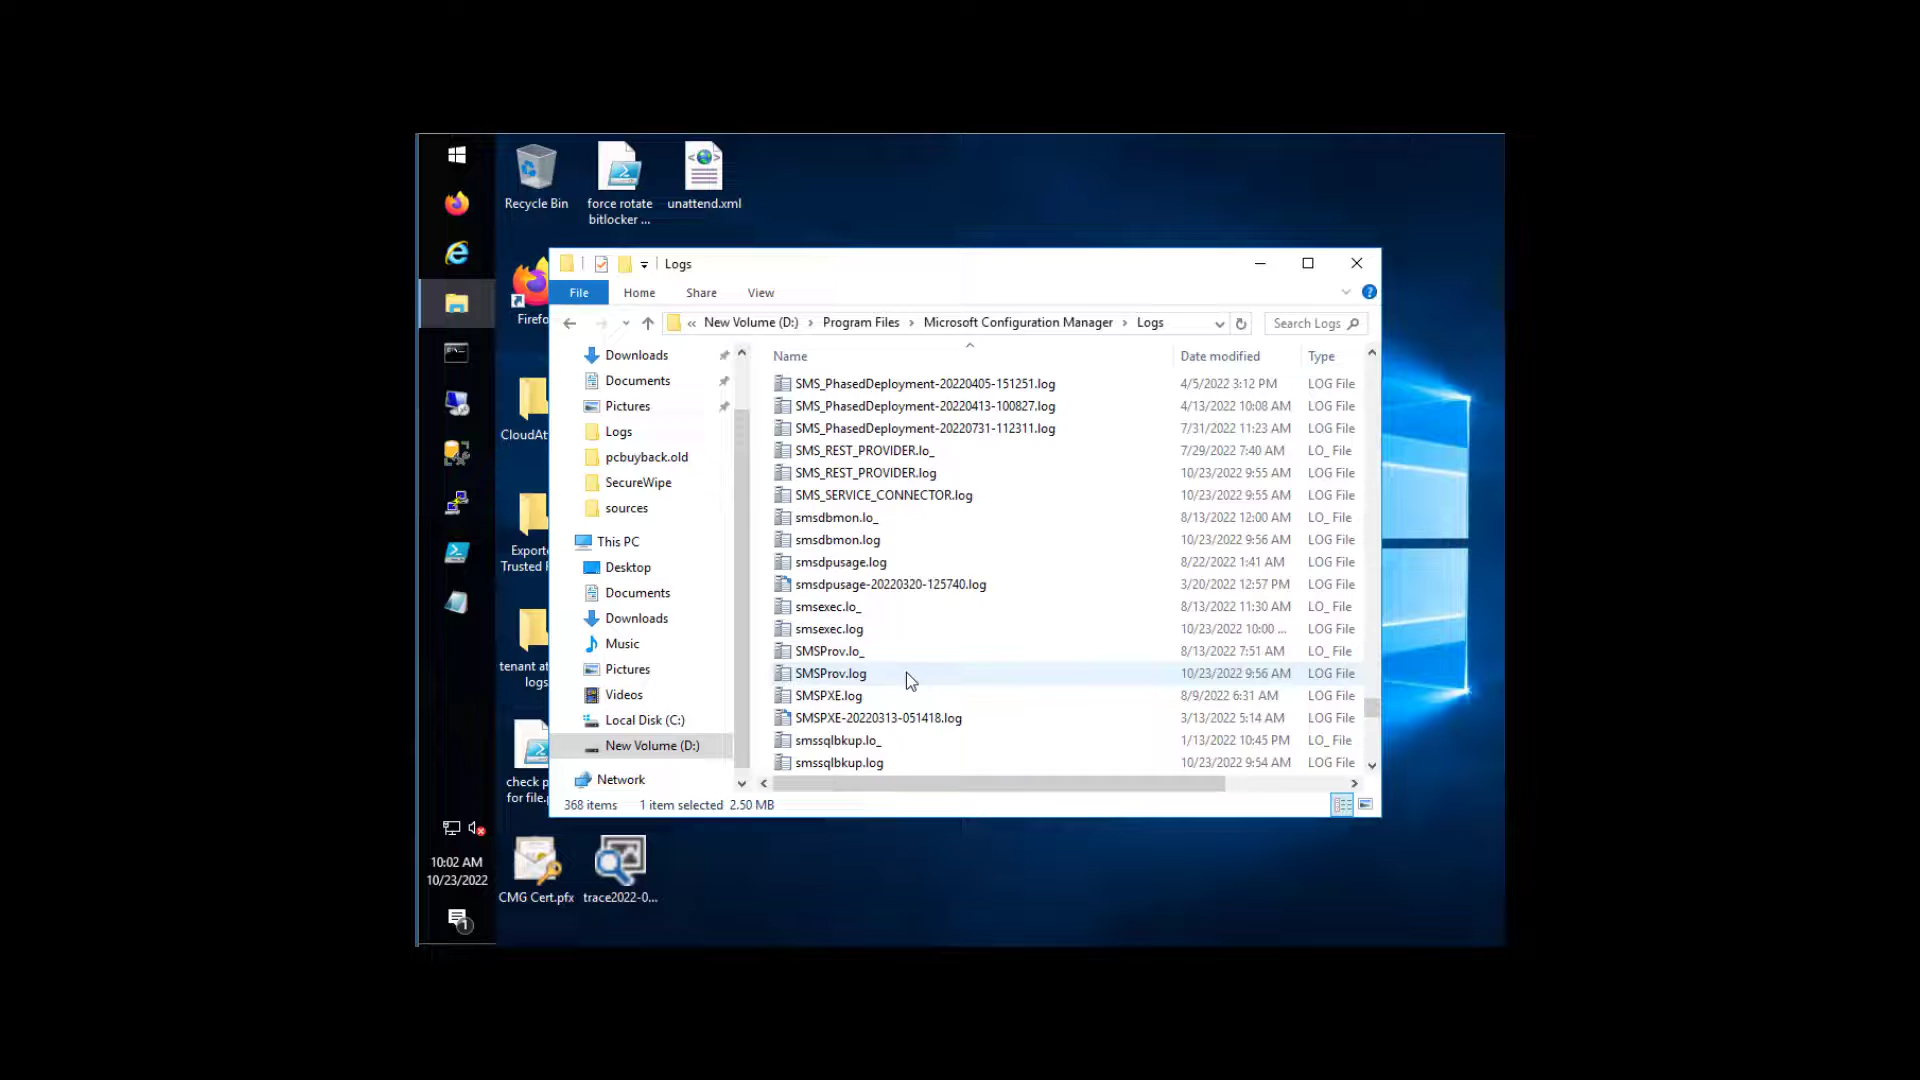 Recycle Bin
force rotate
bitlocker ...
unattend.xml
Firefo
CloudAt
Exporte
Trusted F
tenant at
logs
check p
for file.p
CMG Cert.pfx
trace2022-0...
10:02 AM
10/23/2022
1
Logs
File
Home
Share
View
?
« New Volume (D:) > Program Files > Microsoft Configuration Manager > Logs
Search Logs
Downloads
Documents
Pictures
Logs
pcbuyback.old
SecureWipe
sources
This PC
Desktop
Documents
Downloads
Music
Pictures
Videos
Local Disk (C:)
New Volume (D:)
Network
Name Date modified Type
SMS_PhasedDeployment-20220405-151251.log 4/5/2022 3:12 PM LOG File
SMS_PhasedDeployment-20220413-100827.log 4/13/2022 10:08 AM LOG File
SMS_PhasedDeployment-20220731-112311.log 7/31/2022 11:23 AM LOG File
SMS_REST_PROVIDER.lo_ 7/29/2022 7:40 AM LO_ File
SMS_REST_PROVIDER.log 10/23/2022 9:55 AM LOG File
SMS_SERVICE_CONNECTOR.log 10/23/2022 9:55 AM LOG File
smsdbmon.lo_ 8/13/2022 12:00 AM LO_ File
smsdbmon.log 10/23/2022 9:56 AM LOG File
smsdpusage.log 8/22/2022 1:41 AM LOG File
smsdpusage-20220320-125740.log 3/20/2022 12:57 PM LOG File
smsexec.lo_ 8/13/2022 11:30 AM LO_ File
smsexec.log 10/23/2022 10:00 ... LOG File
SMSProv.lo_ 8/13/2022 7:51 AM LO_ File
SMSProv.log 10/23/2022 9:56 AM LOG File
SMSPXE.log 8/9/2022 6:31 AM LOG File
SMSPXE-20220313-051418.log 3/13/2022 5:14 AM LOG File
smssqlbkup.lo_ 1/13/2022 10:45 PM LO_ File
smssqlbkup.log 10/23/2022 9:54 AM LOG File
368 items 1 item selected 2.50 MB